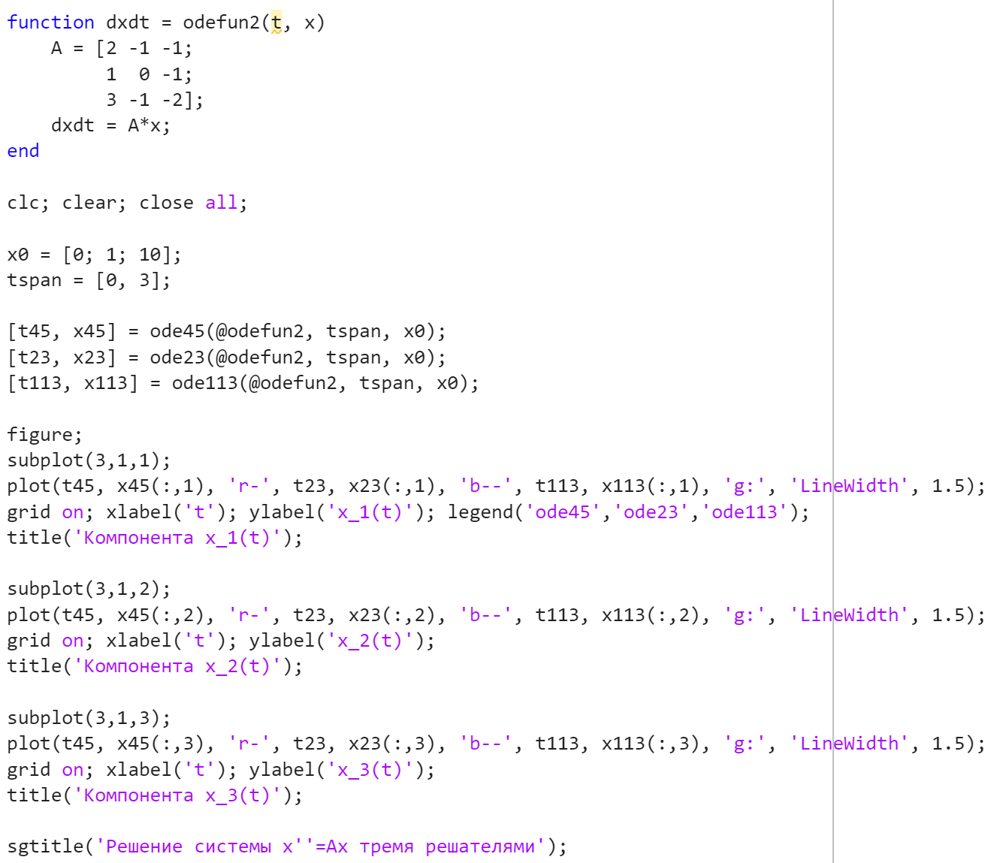 function dxdt = odefun2(t, x)
    A = [2 -1 -1;
         1  0 -1;
         3 -1 -2];
    dxdt = A*x;
end

clc; clear; close all;

x0 = [0; 1; 10];
tspan = [0, 3];

[t45, x45] = ode45(@odefun2, tspan, x0);
[t23, x23] = ode23(@odefun2, tspan, x0);
[t113, x113] = ode113(@odefun2, tspan, x0);

figure;
subplot(3,1,1);
plot(t45, x45(:,1), 'r-', t23, x23(:,1), 'b--', t113, x113(:,1), 'g:', 'LineWidth', 1.5);
grid on; xlabel('t'); ylabel('x_1(t)'); legend('ode45','ode23','ode113');
title('Компонента x_1(t)');

subplot(3,1,2);
plot(t45, x45(:,2), 'r-', t23, x23(:,2), 'b--', t113, x113(:,2), 'g:', 'LineWidth', 1.5);
grid on; xlabel('t'); ylabel('x_2(t)');
title('Компонента x_2(t)');

subplot(3,1,3);
plot(t45, x45(:,3), 'r-', t23, x23(:,3), 'b--', t113, x113(:,3), 'g:', 'LineWidth', 1.5);
grid on; xlabel('t'); ylabel('x_3(t)');
title('Компонента x_3(t)');

sgtitle('Решение системы x''=Ax тремя решателями');